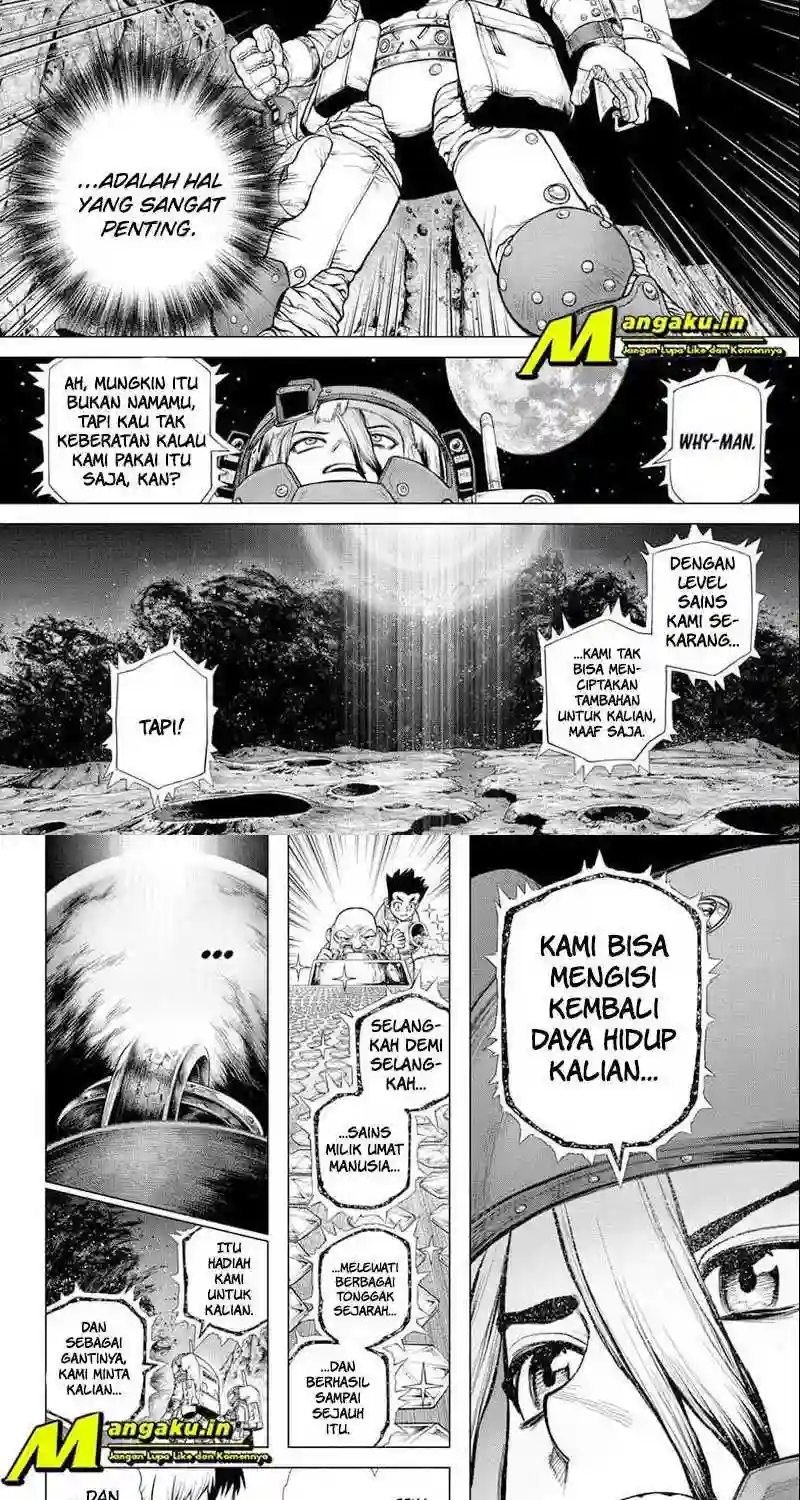 ...ADALAH HAL
YANG SANGAT
PENTING.
Mangaku.in
Jangan Lupa Like dan Komennya
WHY-MAN.
AH, MUNGKIN ITU
BUKAN NAMAMU,
TAPI KAU TAK
KEBERATAN KALAU
KAMI PAKAI ITU
SAJA, KAN?
DENGAN
LEVEL
SAINS
KAMI SE-
KARANG...
...KAMI TAK
BISA MEN-
CIPTAKAN
TAMBAHAN
UNTUK KALIAN,
MAAF SAJA.
TAPI!
KAMI BISA
MENGISI
KEMBALI
DAYA HIDUP
KALIAN...
SELANG-
KAH DEMI
SELANG-
KAH...
...SAINS
MILIK UMAT
MANUSIA...
...MELEWATI
BERBAGAI
TONGGAK
SEJARAH...
...DAN
BERHASIL
SAMPAI
SEJAUH
ITU.
...
ITU
HADIAH
KAMI
UNTUK
KALIAN.
DAN
SEBAGAI
GANTINYA,
KAMI MINTA
KALIAN...
Mangaku.in
Jangan Lupa Like dan Komennya
...DAN